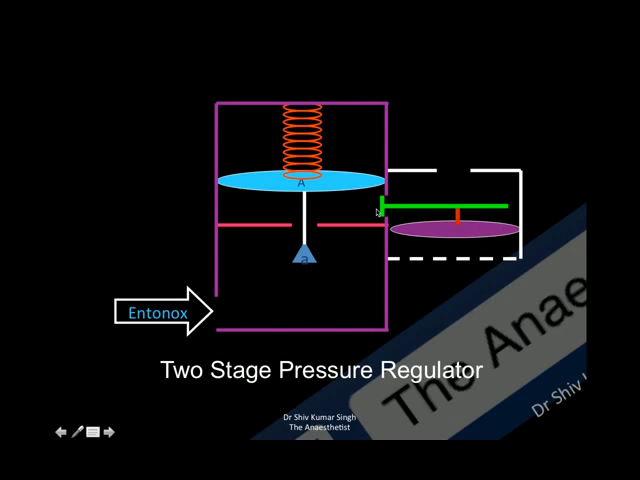 A
a
Entonox
Two Stage Pressure Regulator
The Anae
Dr Shiv
Dr Shiv Kumar Singh
The Anaesthetist